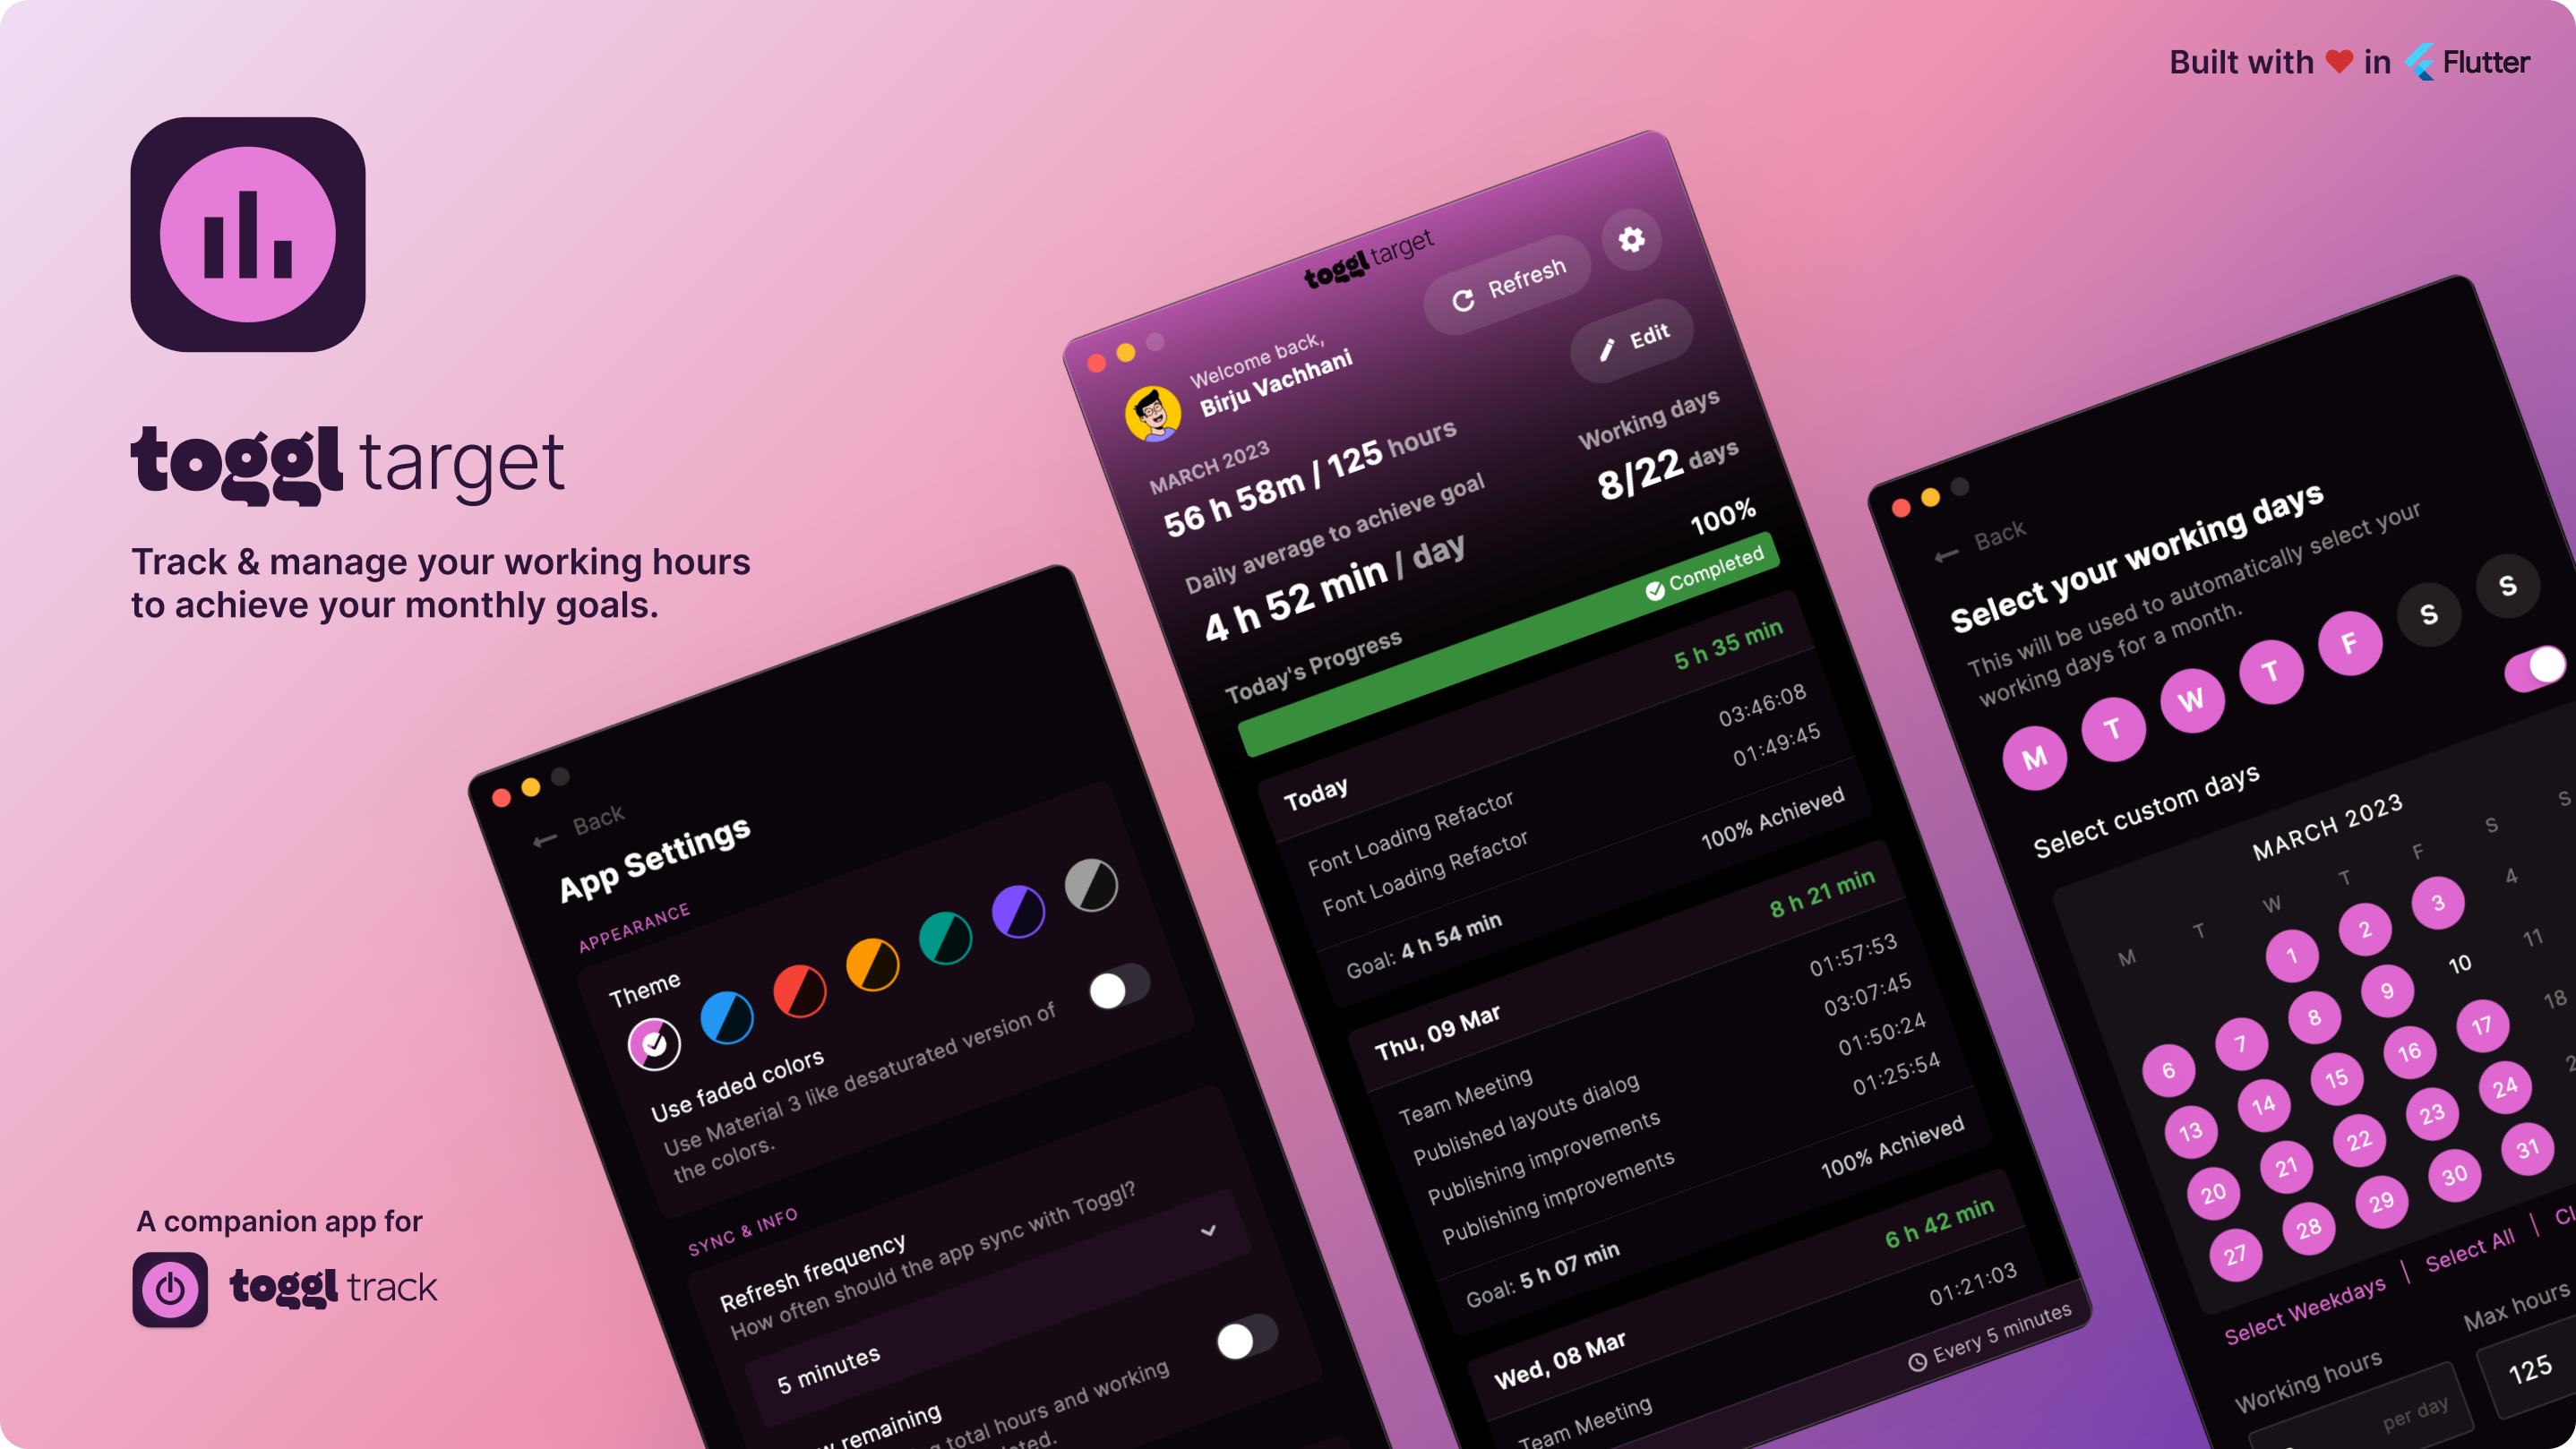 Built with ❤ in Flutter
toggl target
Track & manage your working hours
to achieve your monthly goals.
A companion app for
toggl track
Back
App Settings
APPEARANCE
Theme
Use faded colors
Use Material 3 like desaturated version of
the colors.
SYNC & INFO
Refresh frequency
How often should the app sync with Toggl?
5 minutes
remaining
total hours and working
toggl target
Refresh
Welcome back,
Birju Vachhani
Edit
MARCH 2023
56 h 58m / 125 hours
Working days
8/22 days
Daily average to achieve goal
4 h 52 min / day
Today's Progress
100%
Completed
Today
5 h 35 min
Font Loading Refactor
03:46:08
Font Loading Refactor
01:49:45
Goal: 4 h 54 min
100% Achieved
Thu, 09 Mar
8 h 21 min
Team Meeting
01:57:53
Published layouts dialog
03:07:45
Publishing improvements
01:50:24
Publishing improvements
01:25:54
Goal: 5 h 07 min
100% Achieved
Wed, 08 Mar
6 h 42 min
Team Meeting
01:21:03
Every 5 minutes
Back
Select your working days
This will be used to automatically select your
working days for a month.
M T W T F S S
Select custom days
MARCH 2023
M T W T F S S
1 2 3 4
6 7 8 9 10 11
13 14 15 16 17 18
20 21 22 23 24
27 28 29 30 31
Select Weekdays | Select All |
Working hours
per day
Max hours
125